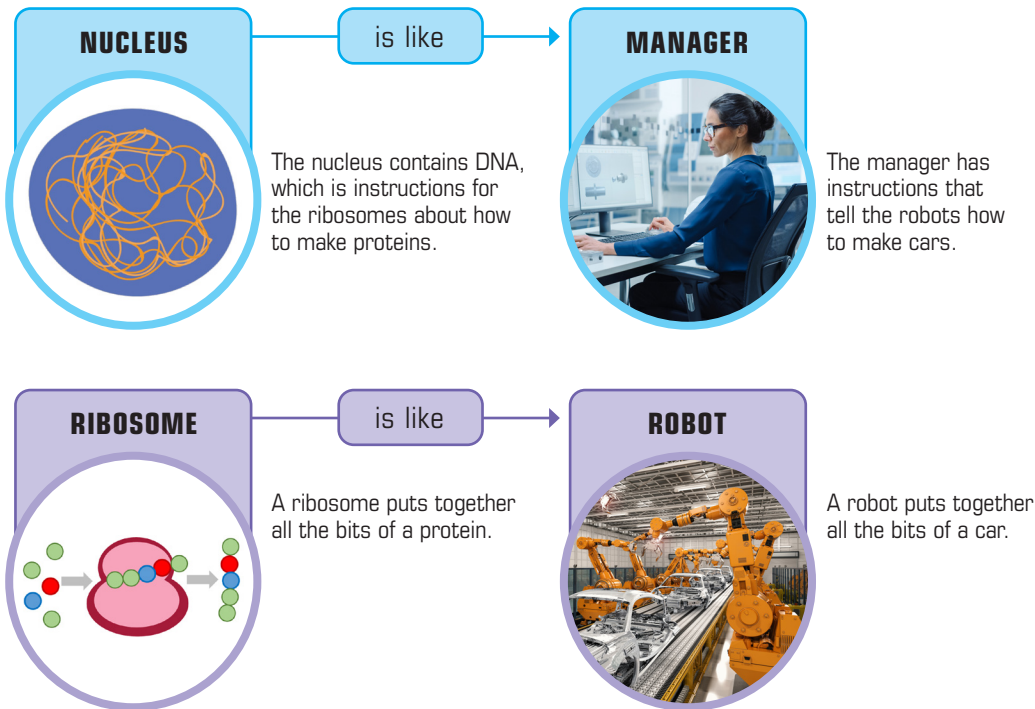 NUCLEUS
is like
MANAGER
The nucleus contains DNA,
which is instructions for
the ribosomes about how
to make proteins.
The manager has
instructions that
tell the robots how
to make cars.
RIBOSOME
is like
ROBOT
A ribosome puts together
all the bits of a protein.
A robot puts together
all the bits of a car.